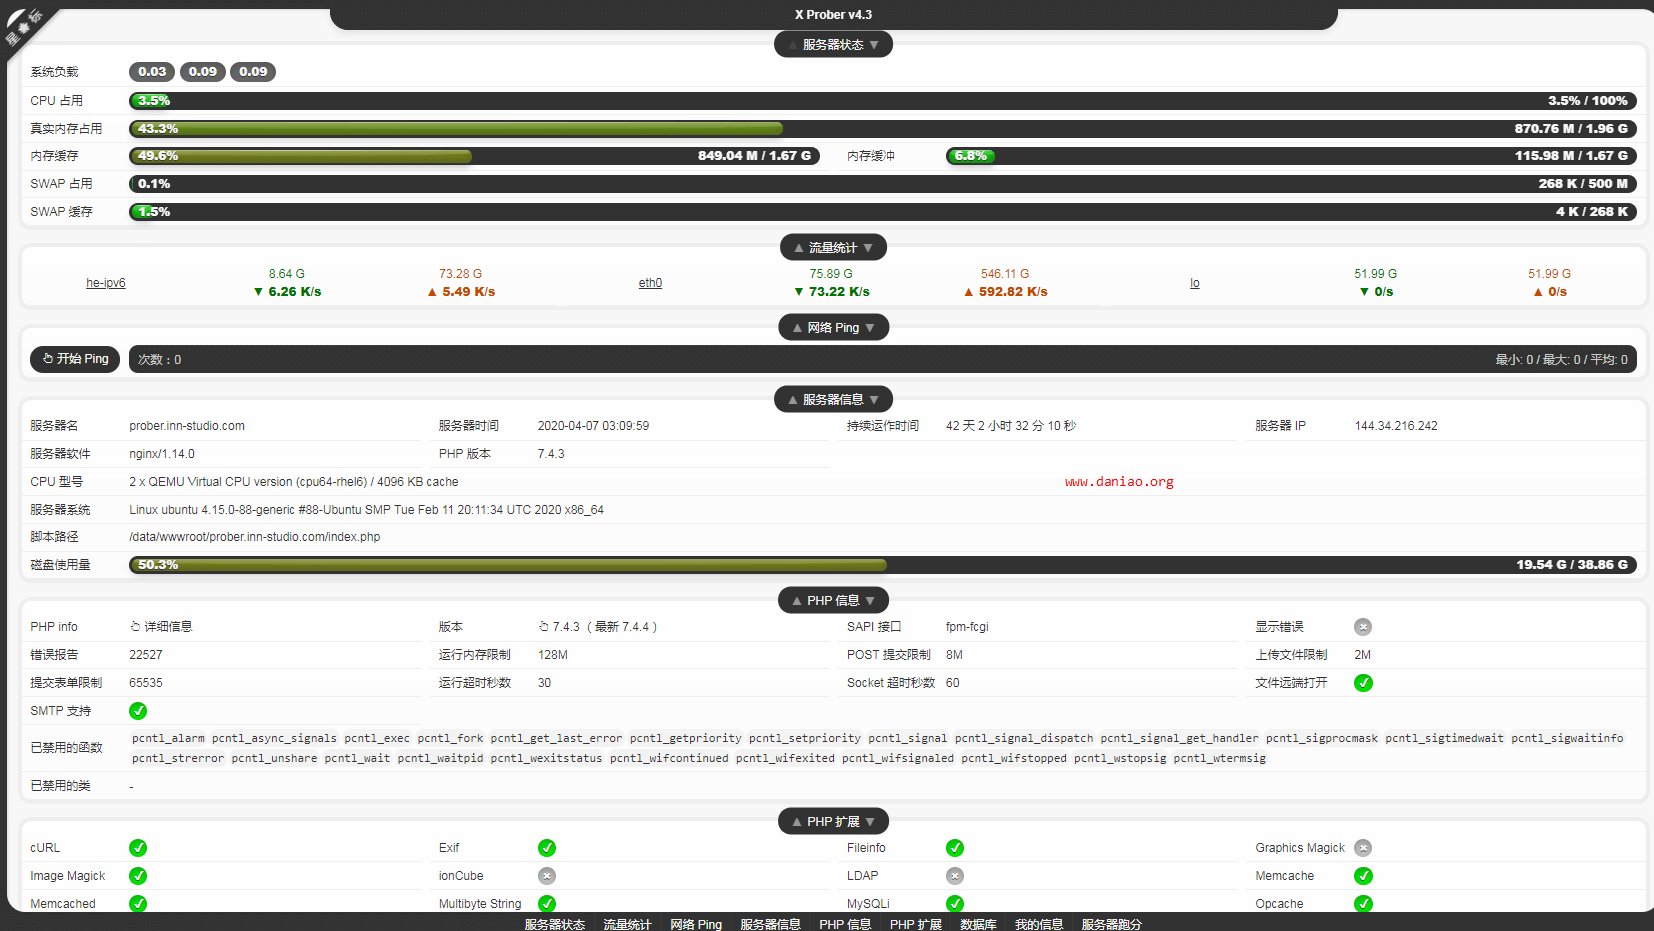 X Prober v4.3
星 标
▲ 服务器状态 ▼
系统负载 0.03 0.09 0.09
CPU 占用 3.5% 3.5% / 100%
真实内存占用 43.3% 870.76 M / 1.96 G
内存缓存 49.6% 849.04 M / 1.67 G 内存缓冲 6.8% 115.98 M / 1.67 G
SWAP 占用 0.1% 268 K / 500 M
SWAP 缓存 1.5% 4 K / 268 K
▲ 流量统计 ▼
he-ipv6 8.64 G 73.28 G eth0 75.89 G 546.11 G lo 51.99 G 51.99 G
▼ 6.26 K/s ▲ 5.49 K/s ▼ 73.22 K/s ▲ 592.82 K/s ▼ 0/s ▲ 0/s
▲ 网络 Ping ▼
开始 Ping 次数：0 最小: 0 / 最大: 0 / 平均: 0
▲ 服务器信息 ▼
服务器名 prober.inn-studio.com 服务器时间 2020-04-07 03:09:59 持续运作时间 42 天 2 小时 32 分 10 秒 服务器 IP 144.34.216.242
服务器软件 nginx/1.14.0 PHP 版本 7.4.3
CPU 型号 2 x QEMU Virtual CPU version (cpu64-rhel6) / 4096 KB cache www.daniao.org
服务器系统 Linux ubuntu 4.15.0-88-generic #88-Ubuntu SMP Tue Feb 11 20:11:34 UTC 2020 x86_64
脚本路径 /data/wwwroot/prober.inn-studio.com/index.php
磁盘使用量 50.3% 19.54 G / 38.86 G
▲ PHP 信息 ▼
PHP info 详细信息 版本 7.4.3（最新 7.4.4） SAPI 接口 fpm-fcgi 显示错误
错误报告 22527 运行内存限制 128M POST 提交限制 8M 上传文件限制 2M
提交表单限制 65535 运行超时秒数 30 Socket 超时秒数 60 文件远端打开
SMTP 支持
已禁用的函数 pcntl_alarm pcntl_async_signals pcntl_exec pcntl_fork pcntl_get_last_error pcntl_getpriority pcntl_setpriority pcntl_signal pcntl_signal_dispatch pcntl_signal_get_handler pcntl_sigprocmask pcntl_sigtimedwait pcntl_sigwaitinfo
pcntl_strerror pcntl_unshare pcntl_wait pcntl_waitpid pcntl_wexitstatus pcntl_wifcontinued pcntl_wifexited pcntl_wifsignaled pcntl_wifstopped pcntl_wstopsig pcntl_wtermsig
已禁用的类 -
▲ PHP 扩展 ▼
cURL Exif Fileinfo Graphics Magick
Image Magick ionCube LDAP Memcache
Memcached Multibyte String MySQLi Opcache
服务器状态 流量统计 网络 Ping 服务器信息 PHP 信息 PHP 扩展 数据库 我的信息 服务器跑分